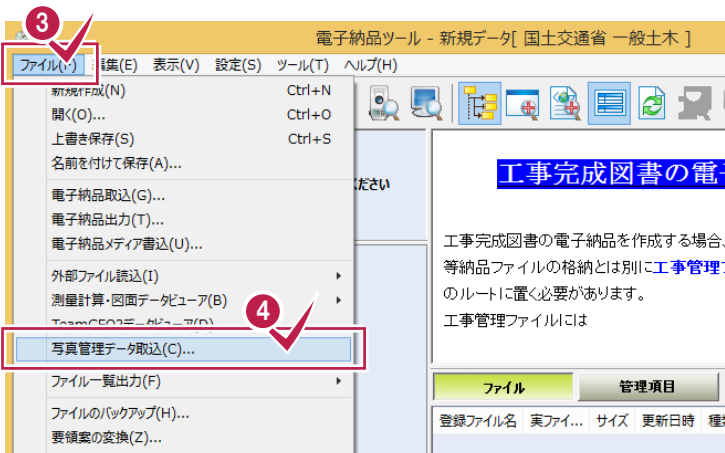 3
電子納品ツール - 新規データ[ 国土交通省 一般土木 ]
編集(E) 表示(V) 設定(S) ツール(T) ヘルプ(H)
新規作成(N) Ctrl+N
開く(O)... Ctrl+O
上書き保存(S) Ctrl+S
名前を付けて保存(A)...
電子納品取込(G)...
電子納品出力(T)...
電子納品メディア書込(U)...
外部ファイル読込(I)
測量計算・図面データビューア(B)
4
写真管理データ取込(C)...
ファイル一覧出力(F)
ファイルのバックアップ(H)...
要領案の変換(Z)...
ください
工事完成図書の電
工事完成図書の電子納品を作成する場合、
等納品ファイルの格納とは別に工事管理
のルートに置く必要があります。
工事管理ファイルには
ファイル 管理項目
登録ファイル名 実ファイ... サイズ 更新日時 種